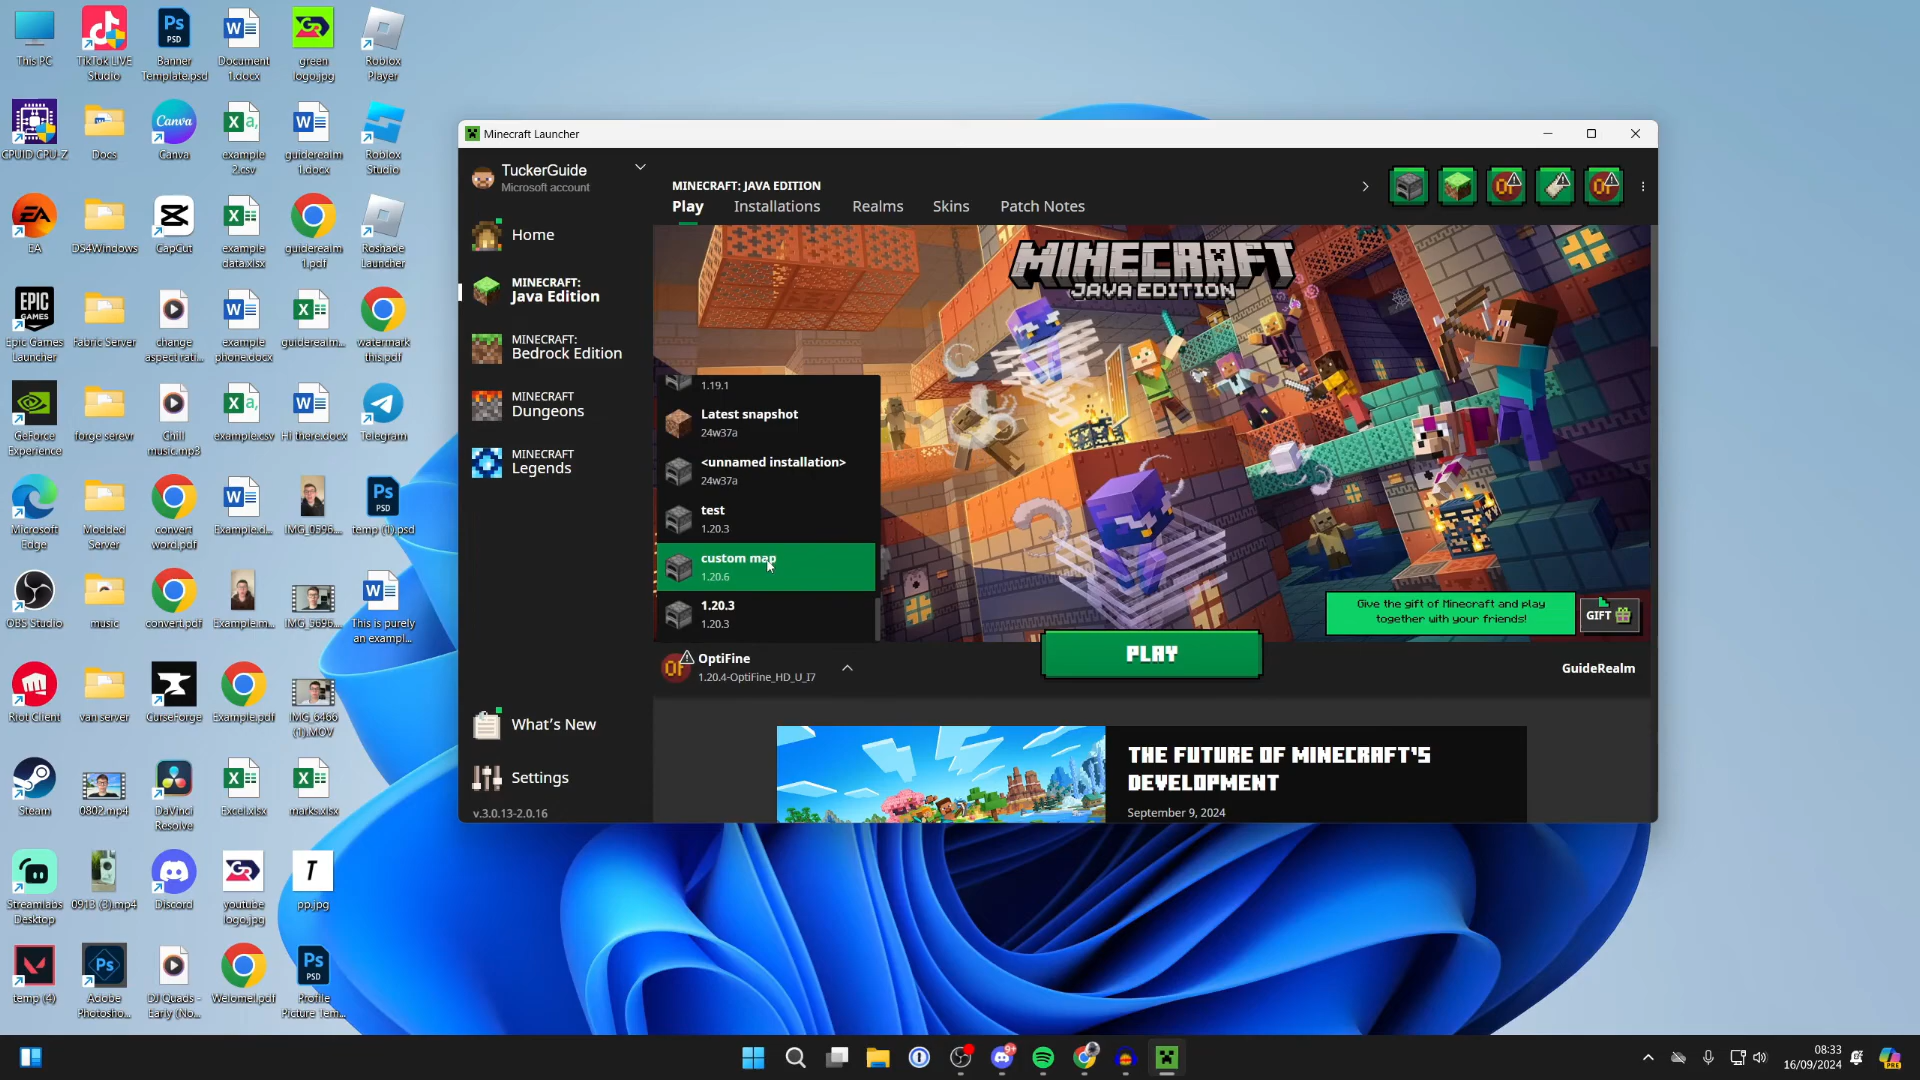 This PC
TikTok LIVE
Studio
Banner
Template.psd
Document
1.docx
green
logo.jpg
Roblox
Player
CPUID CPU-Z
Docs
Canva
example
2.csv
guiderealm
1.docx
Roblox
Studio
EA
DS4Windows
CapCut
example
data.xlsx
guiderealm
1.pdf
Roshade
Launcher
Epic Games
Launcher
Fabric Server
change
aspect rati...
example
phone.docx
guiderealm...
watermark
this.pdf
GeForce
Experience
forge serevr
Chill
music.mp3
example.csv
Hi there.docx
Telegram
Microsoft
Edge
Modded
Server
convert
word.pdf
Example.d...
IMG_0596....
temp (1).psd
OBS Studio
music
convert.pdf
Example.m...
IMG_3696....
This is purely
an exampl...
Riot Client
van server
CurseForge
Example.pdf
IMG_6466
(1).MOV
Steam
0802.mp4
DaVinci
Resolve
Excel.xlsx
marks.xlsx
Streamlabs
Desktop
0913 (3).mp4
Discord
youtube
logo.jpg
pp.jpg
temp (4)
Adobe
Photosho...
DJ Quads -
Early (No...
Welome!.pdf
Profile
Picture Tem...
Minecraft Launcher
TuckerGuide
Microsoft account
Home
MINECRAFT:
Java Edition
MINECRAFT:
Bedrock Edition
MINECRAFT
Dungeons
MINECRAFT
Legends
What's New
Settings
v.3.0.13-2.0.16
MINECRAFT: JAVA EDITION
Play
Installations
Realms
Skins
Patch Notes
MINECRAFT
JAVA EDITION
1.19.1
Latest snapshot
24w37a
<unnamed installation>
24w37a
test
1.20.3
custom map
1.20.6
1.20.3
1.20.3
OptiFine
1.20.4-OptiFine_HD_U_I7
PLAY
Give the gift of Minecraft and play
together with your friends!
GIFT
GuideRealm
THE FUTURE OF MINECRAFT'S
DEVELOPMENT
September 9, 2024
08:33
16/09/2024